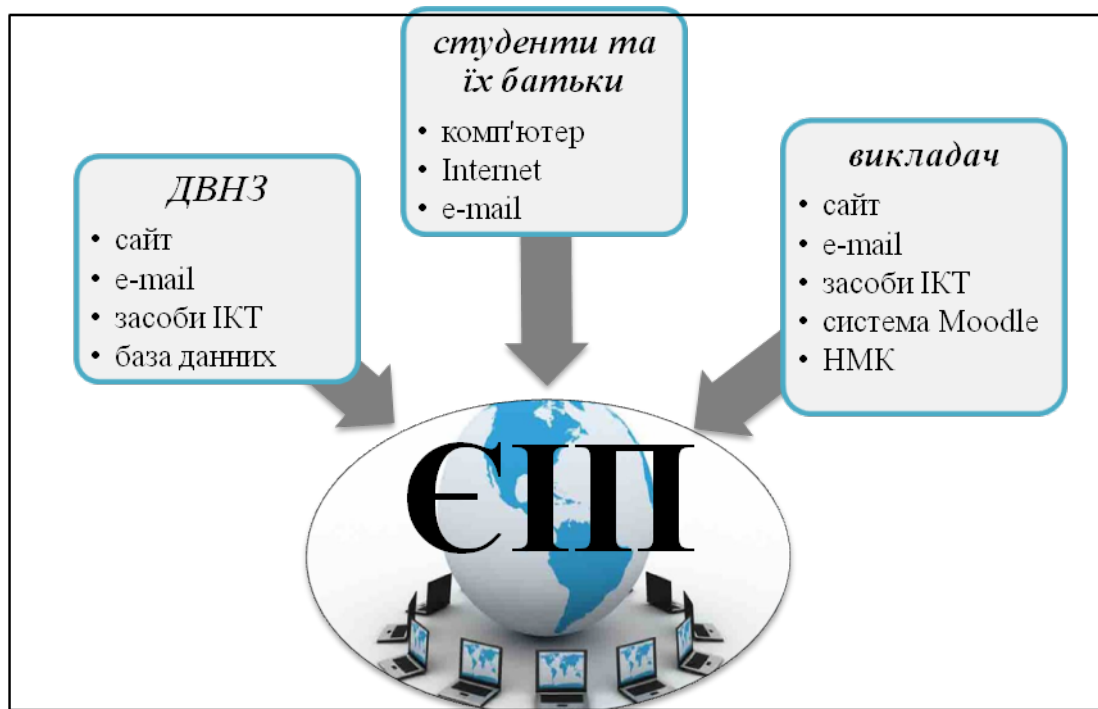 ДВНЗ
• сайт
• e-mail
• засоби ІКТ
• база данних
студенти та
їх батьки
• комп'ютер
• Internet
• e-mail
викладач
• сайт
• e-mail
• засоби ІКТ
• система Moodle
• НМК
ЄІП